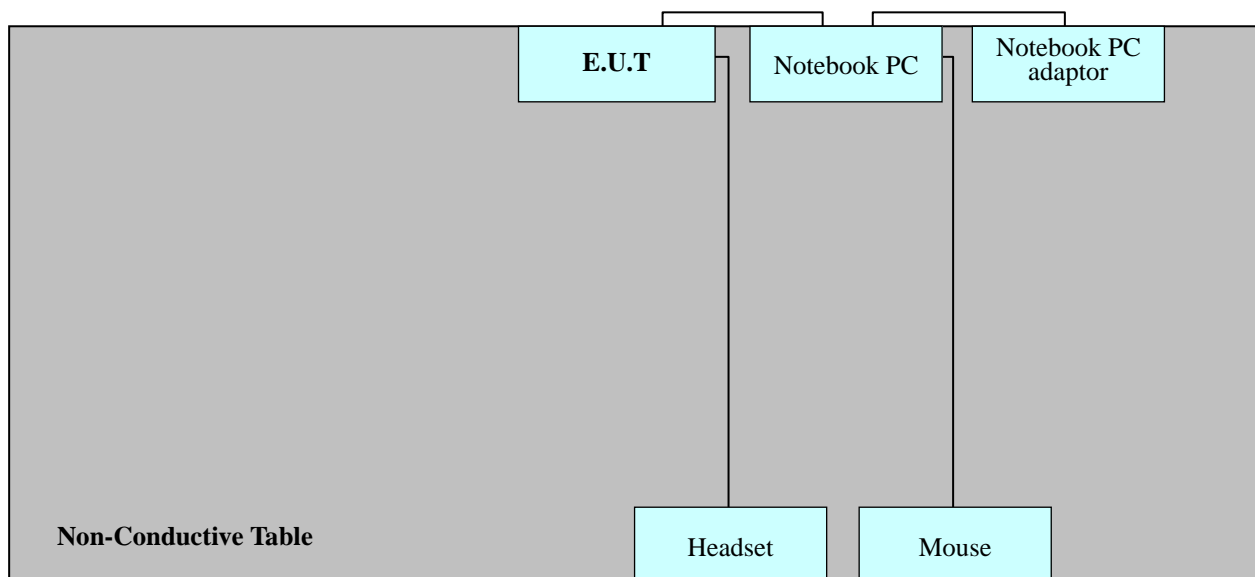 E.U.T
Notebook PC
Notebook PC
adaptor
Non-Conductive Table
Headset
Mouse